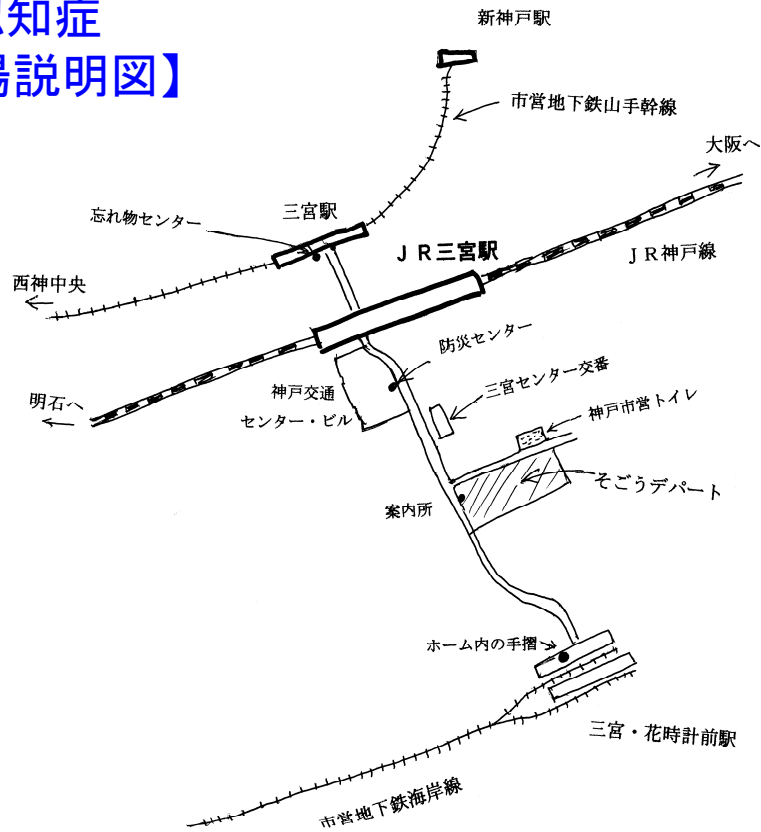 認知症
場説明図】
新神戸駅
市営地下鉄山手幹線
大阪へ
忘れ物センター
三宮駅
ＪＲ三宮駅
ＪＲ神戸線
西神中央
防災センター
三宮センター交番
明石へ
神戸交通
センター・ビル
神戸市営トイレ
そごうデパート
案内所
ホーム内の手摺
三宮・花時計前駅
市営地下鉄海岸線